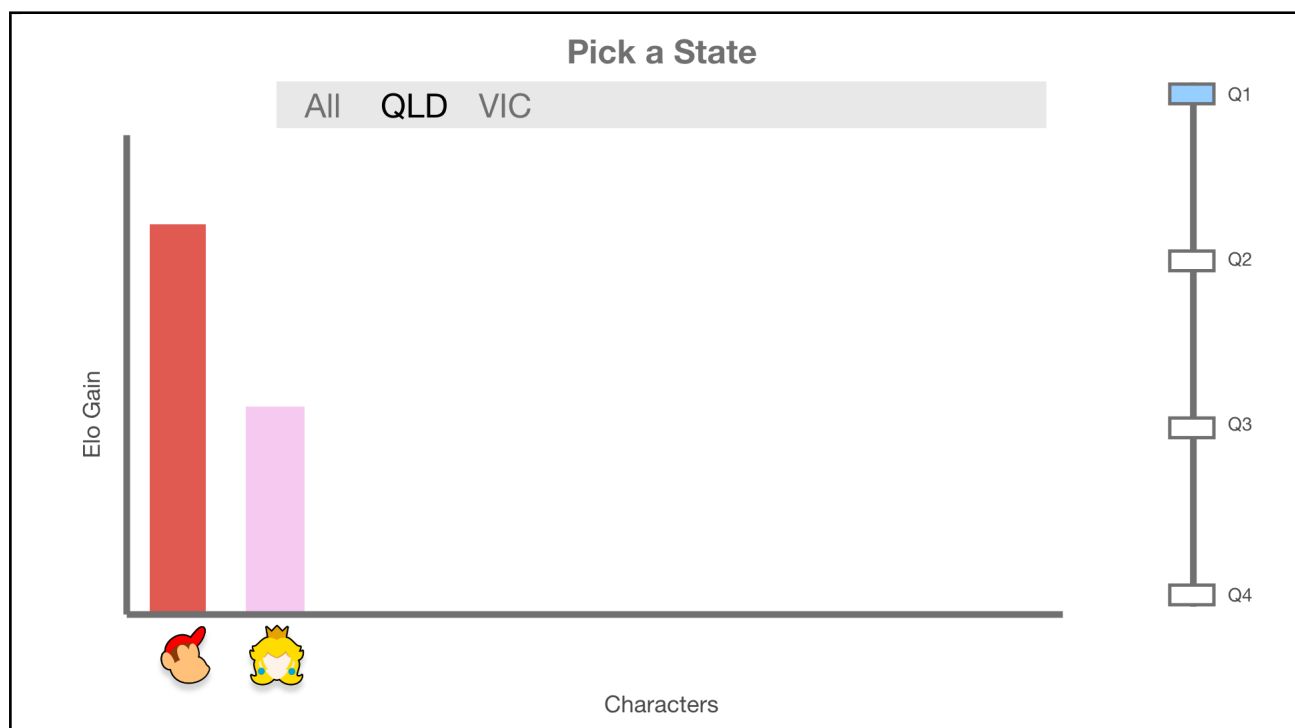 Pick a State
All QLD VIC
Q1
Q2
Q3
Q4
Elo Gain
Characters